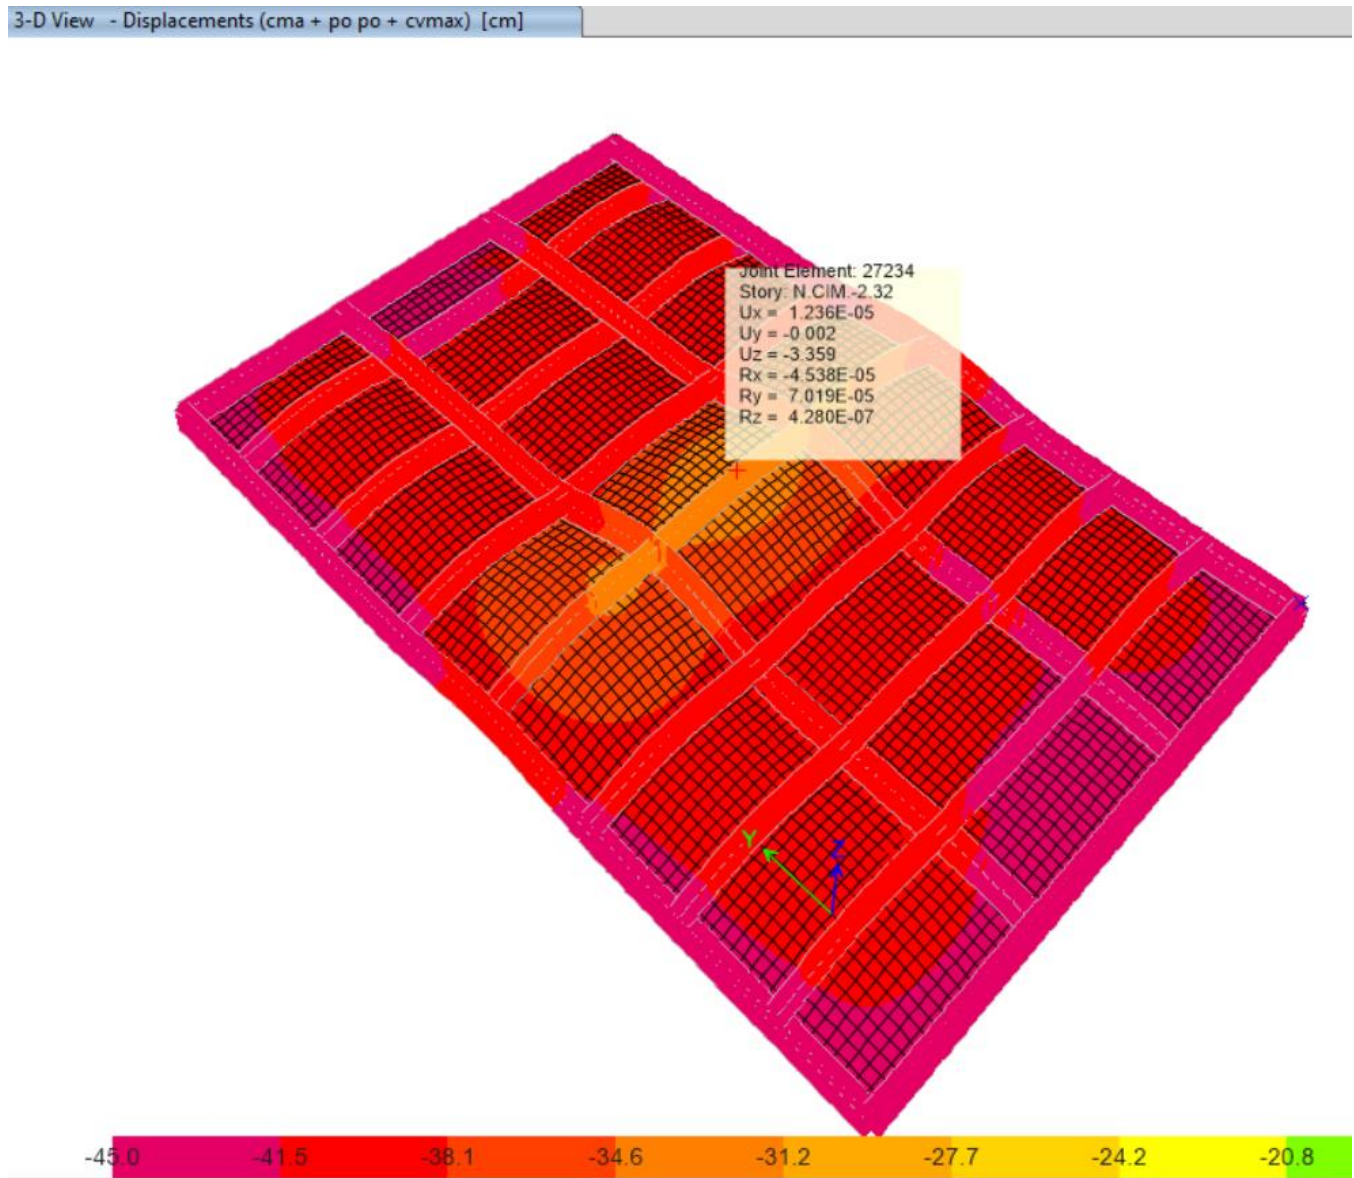 3-D View - Displacements (cma + po po + cvmax) [cm]
Joint Element: 27234
Story: N.CIM.-2.32
Ux = 1.236E-05
Uy = -0.002
Uz = -3.359
Rx = -4.538E-05
Ry = 7.019E-05
Rz = 4.280E-07
Y
Z
X
-45.0 -41.5 -38.1 -34.6 -31.2 -27.7 -24.2 -20.8